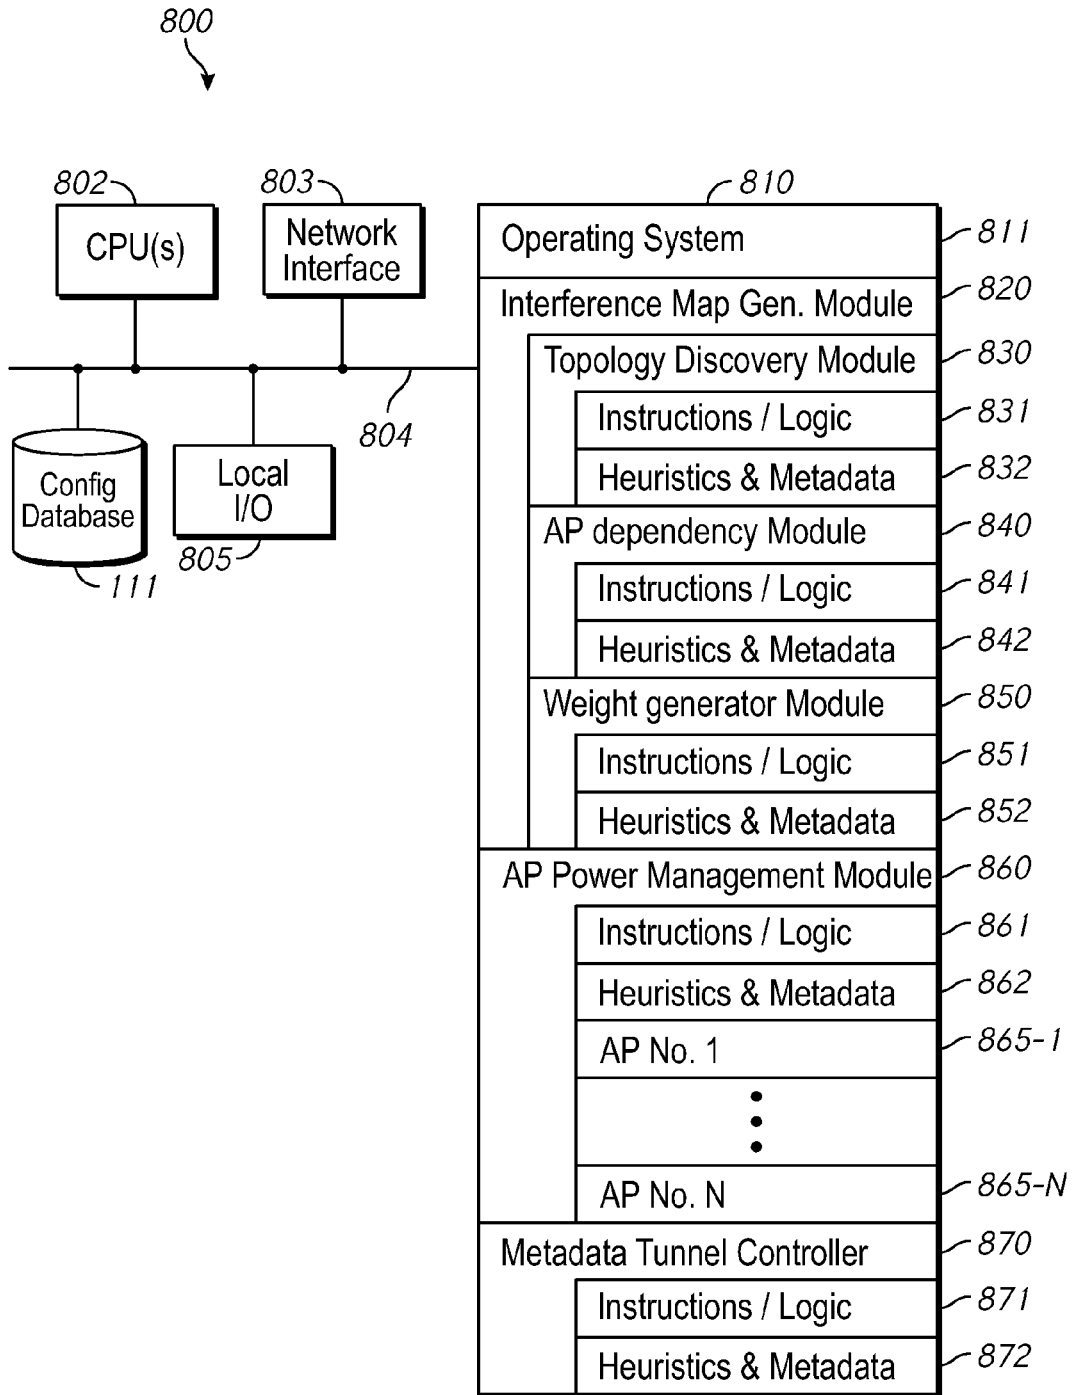 800
802
803
810
CPU(s)
Network
Interface
804
Config
Database
111
Local
I/O
805
Operating System
811
Interference Map Gen. Module
820
Topology Discovery Module
830
Instructions / Logic
831
Heuristics & Metadata
832
AP dependency Module
840
Instructions / Logic
841
Heuristics & Metadata
842
Weight generator Module
850
Instructions / Logic
851
Heuristics & Metadata
852
AP Power Management Module
860
Instructions / Logic
861
Heuristics & Metadata
862
AP No. 1
865-1
AP No. N
865-N
Metadata Tunnel Controller
870
Instructions / Logic
871
Heuristics & Metadata
872